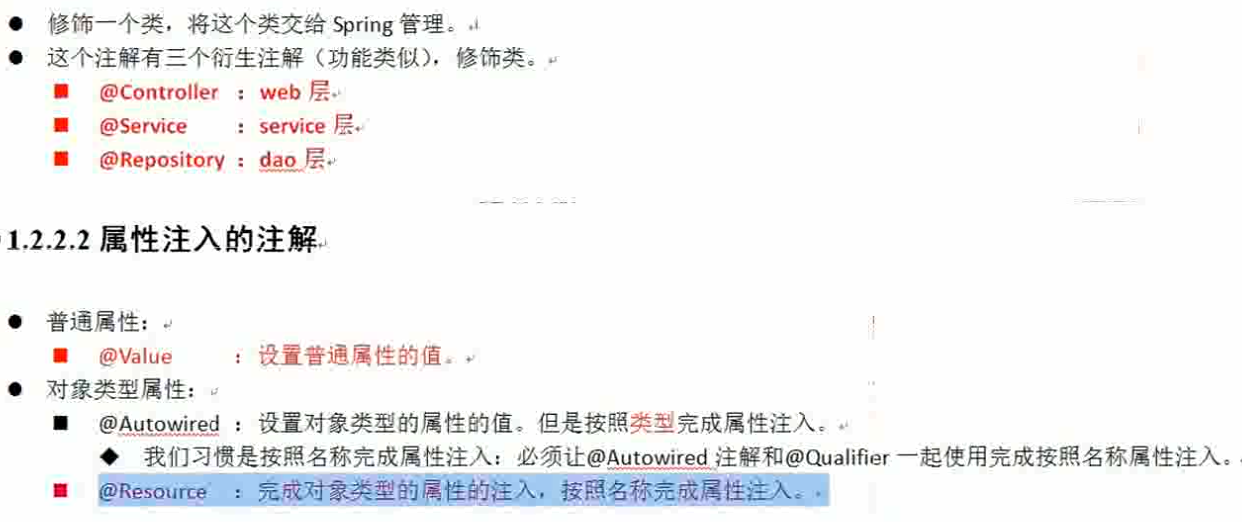 ● 修饰一个类，将这个类交给 Spring 管理。
● 这个注解有三个衍生注解（功能类似），修饰类。
■ @Controller ：web 层
■ @Service ：service 层
■ @Repository ：dao 层
1.2.2.2 属性注入的注解
● 普通属性：
■ @Value ：设置普通属性的值。
● 对象类型属性：
■ @Autowired ：设置对象类型的属性的值。但是按照类型完成属性注入。
◆ 我们习惯是按照名称完成属性注入：必须让@Autowired 注解和@Qualifier 一起使用完成按照名称属性注入。
■ @Resource ：完成对象类型的属性的注入，按照名称完成属性注入。